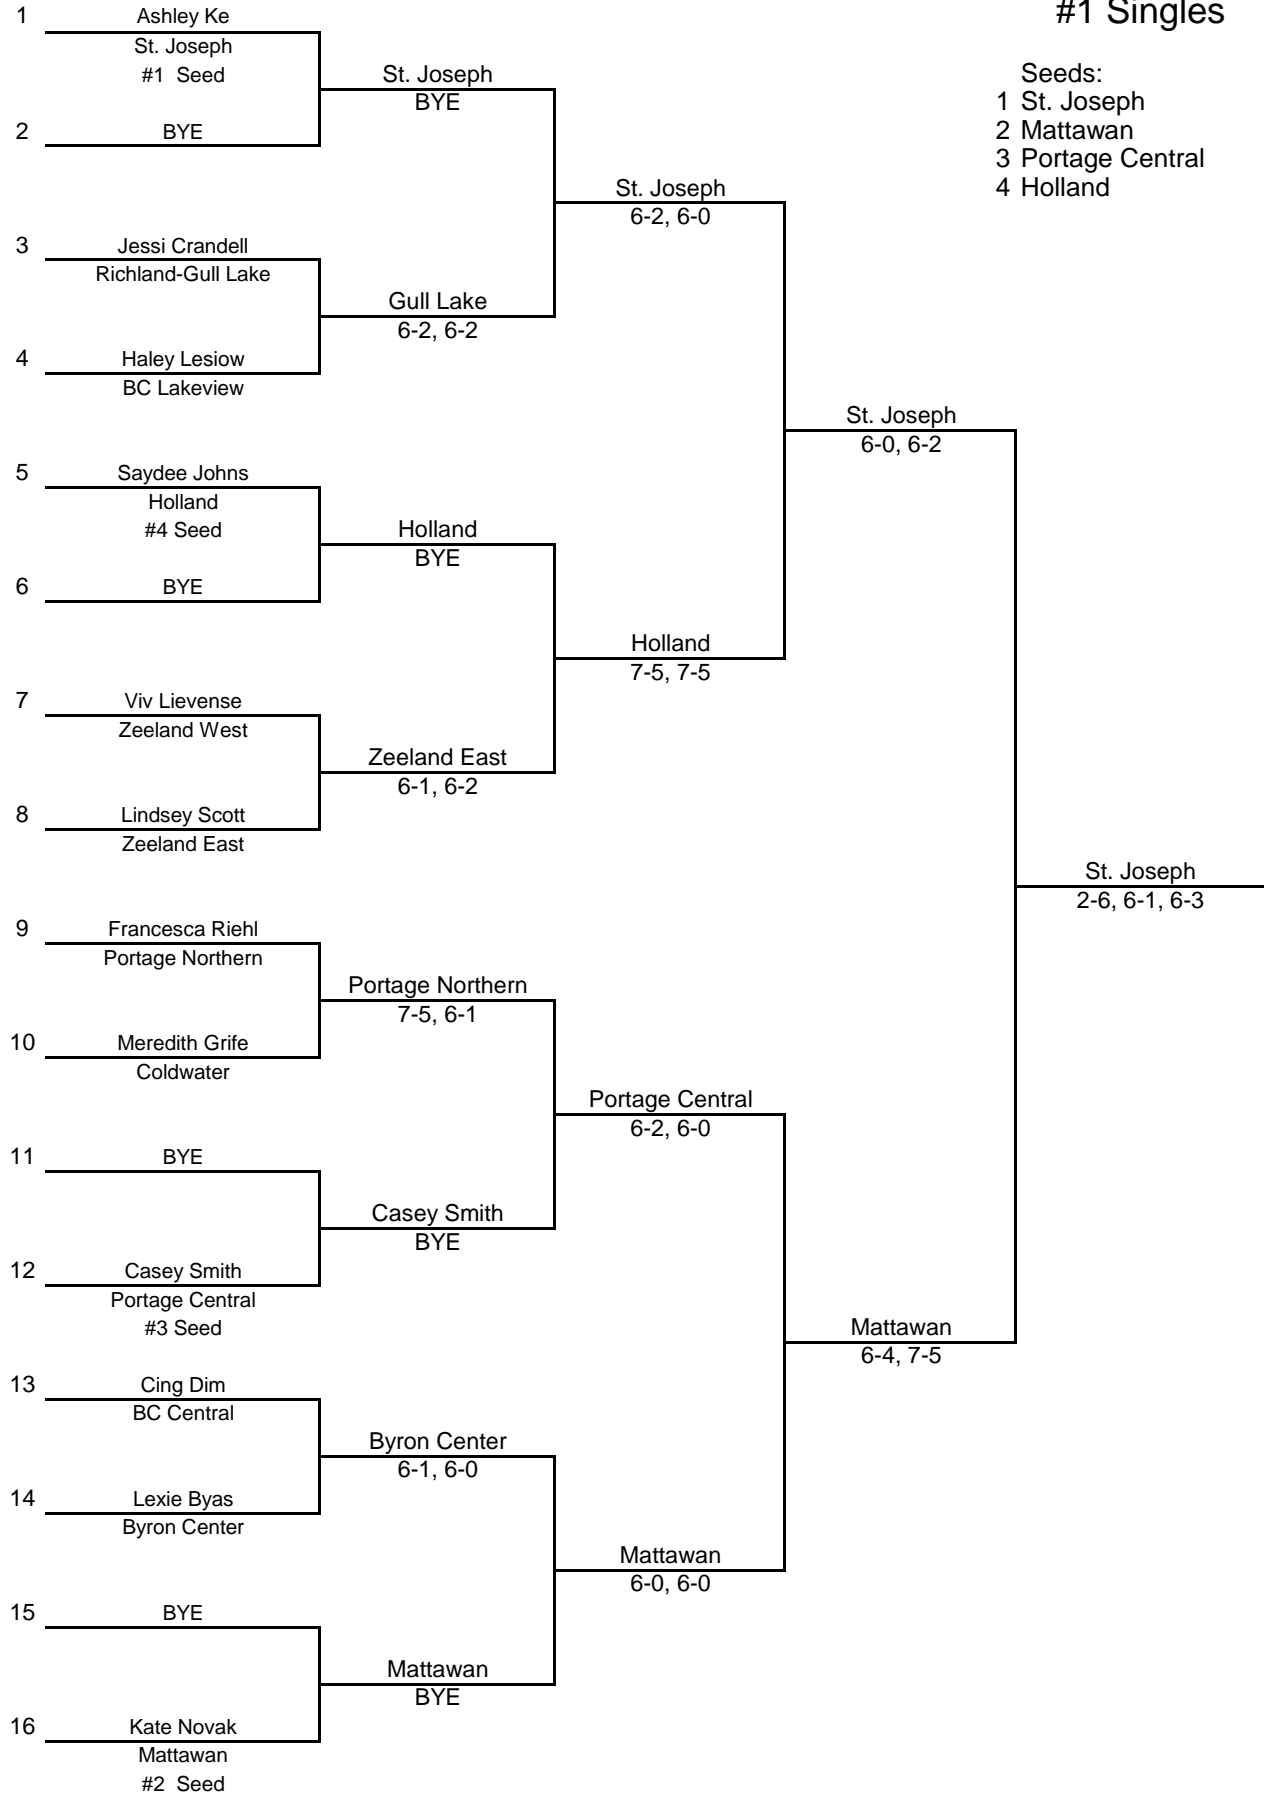 #1 Singles
Seeds:
1 St. Joseph
2 Mattawan
3 Portage Central
4 Holland
1 Ashley Ke
St. Joseph
#1 Seed
St. Joseph
BYE
2 BYE
St. Joseph
6-2, 6-0
3 Jessi Crandell
Richland-Gull Lake
Gull Lake
6-2, 6-2
4 Haley Lesiow
BC Lakeview
St. Joseph
6-0, 6-2
5 Saydee Johns
Holland
#4 Seed
Holland
BYE
6 BYE
Holland
7-5, 7-5
7 Viv Lievense
Zeeland West
Zeeland East
6-1, 6-2
8 Lindsey Scott
Zeeland East
St. Joseph
2-6, 6-1, 6-3
9 Francesca Riehl
Portage Northern
Portage Northern
7-5, 6-1
10 Meredith Grife
Coldwater
Portage Central
6-2, 6-0
11 BYE
Casey Smith
BYE
12 Casey Smith
Portage Central
#3 Seed
Mattawan
6-4, 7-5
13 Cing Dim
BC Central
Byron Center
6-1, 6-0
14 Lexie Byas
Byron Center
Mattawan
6-0, 6-0
15 BYE
Mattawan
BYE
16 Kate Novak
Mattawan
#2 Seed